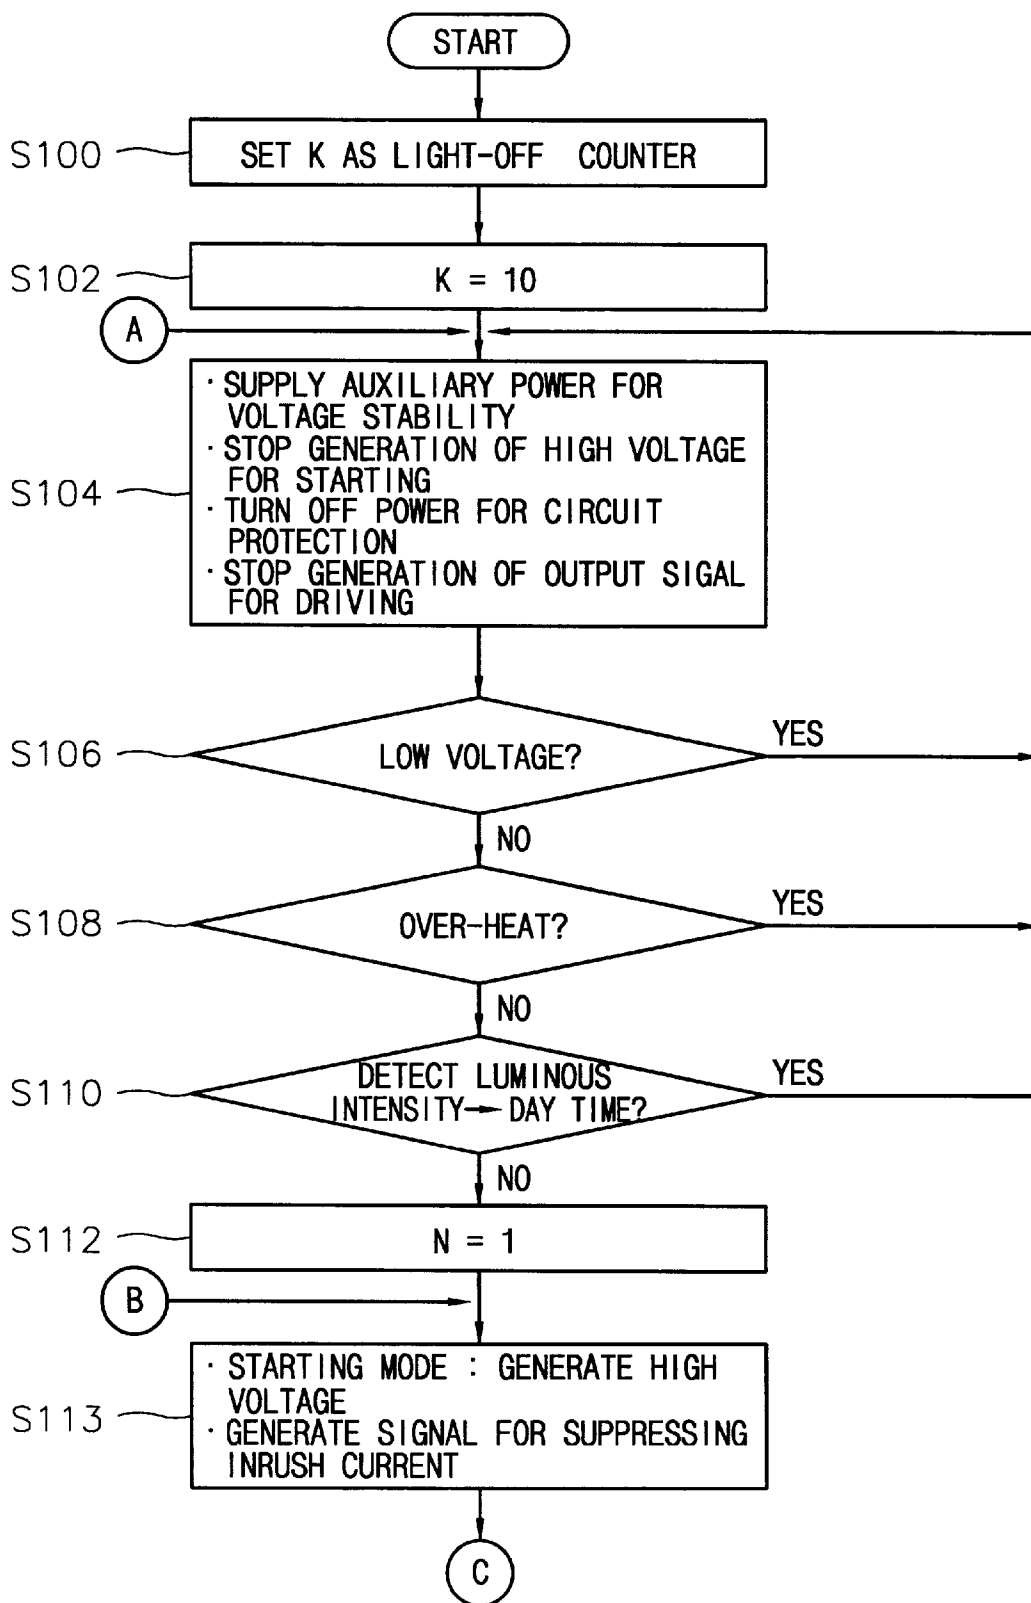 START
S100
SET K AS LIGHT-OFF COUNTER
S102
K = 10
A
S104
· SUPPLY AUXILIARY POWER FOR
VOLTAGE STABILITY
· STOP GENERATION OF HIGH VOLTAGE
FOR STARTING
· TURN OFF POWER FOR CIRCUIT
PROTECTION
· STOP GENERATION OF OUTPUT SIGAL
FOR DRIVING
S106
LOW VOLTAGE?
YES
NO
S108
OVER-HEAT?
YES
NO
S110
DETECT LUMINOUS
INTENSITY → DAY TIME?
YES
NO
S112
N = 1
B
S113
· STARTING MODE : GENERATE HIGH
VOLTAGE
· GENERATE SIGNAL FOR SUPPRESSING
INRUSH CURRENT
C